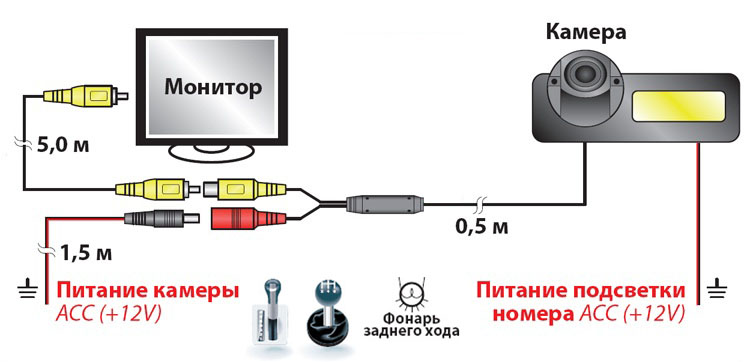 Камера
Монитор
5,0 м
0,5 м
1,5 м
Питание камеры
ACC (+12V)
Фонарь
заднего хода
Питание подсветки
номера ACC (+12V)